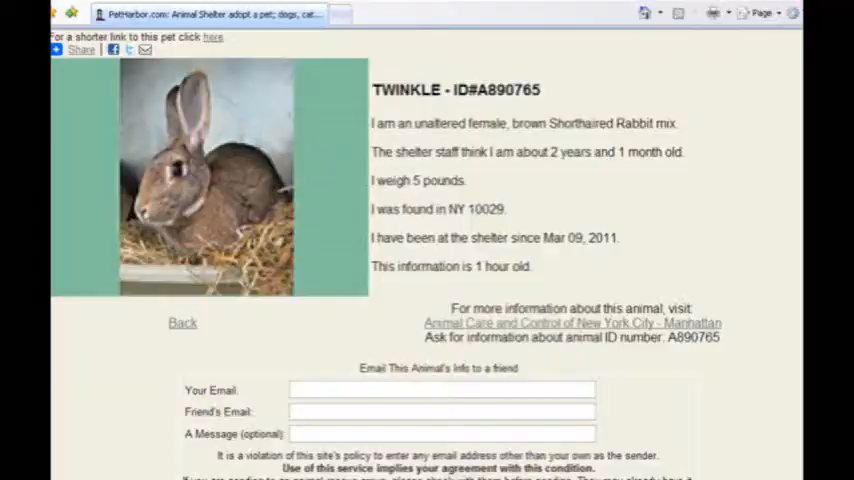 PetHarbor.com: Animal Shelter adopt a pet; dogs, cat...
Page
For a shorter link to this pet click here.
Share
TWINKLE - ID#A890765
I am an unaltered female, brown Shorthaired Rabbit mix.
The shelter staff think I am about 2 years and 1 month old.
I weigh 5 pounds.
I was found in NY 10029.
I have been at the shelter since Mar 09, 2011.
This information is 1 hour old.
For more information about this animal, visit:
Back
Animal Care and Control of New York City - Manhattan
Ask for information about animal ID number: A890765
Email This Animal's Info to a friend
Your Email:
Friend's Email:
A Message (optional):
It is a violation of this site's policy to enter any email address other than your own as the sender.
Use of this service implies your agreement with this condition.